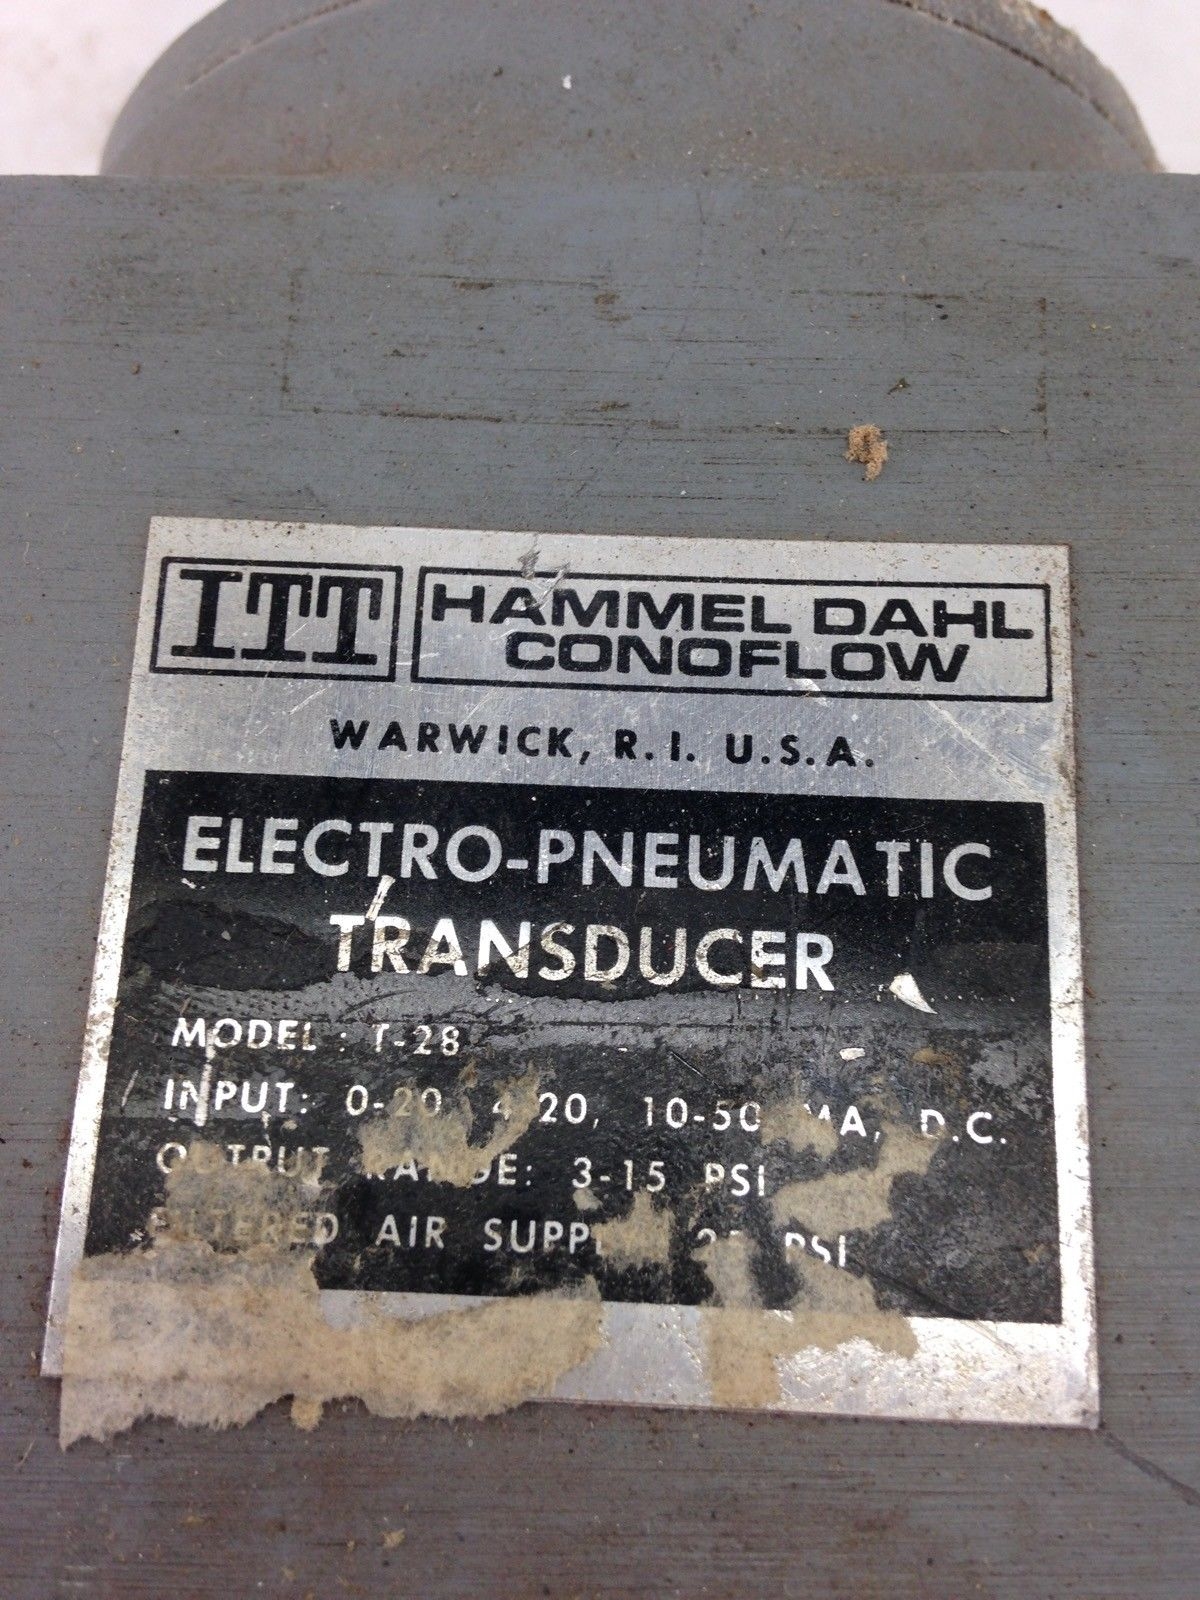 ITT HAMMEL DAHL
CONOFLOW
WARWICK, R.I. U.S.A.
ELECTRO-PNEUMATIC
TRANSDUCER
MODEL: T-28
INPUT: 0-20, 4-20, 10-50 MA, D.C.
OUTPUT RANGE: 3-15 PSI
FILTERED AIR SUPPLY PSI